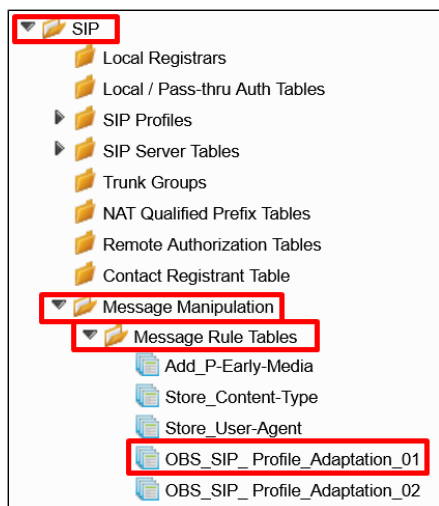 SIP
Local Registrars
Local / Pass-thru Auth Tables
SIP Profiles
SIP Server Tables
Trunk Groups
NAT Qualified Prefix Tables
Remote Authorization Tables
Contact Registrant Table
Message Manipulation
Message Rule Tables
Add_P-Early-Media
Store_Content-Type
Store_User-Agent
OBS_SIP_ Profile_Adaptation_01
OBS_SIP_ Profile_Adaptation_02